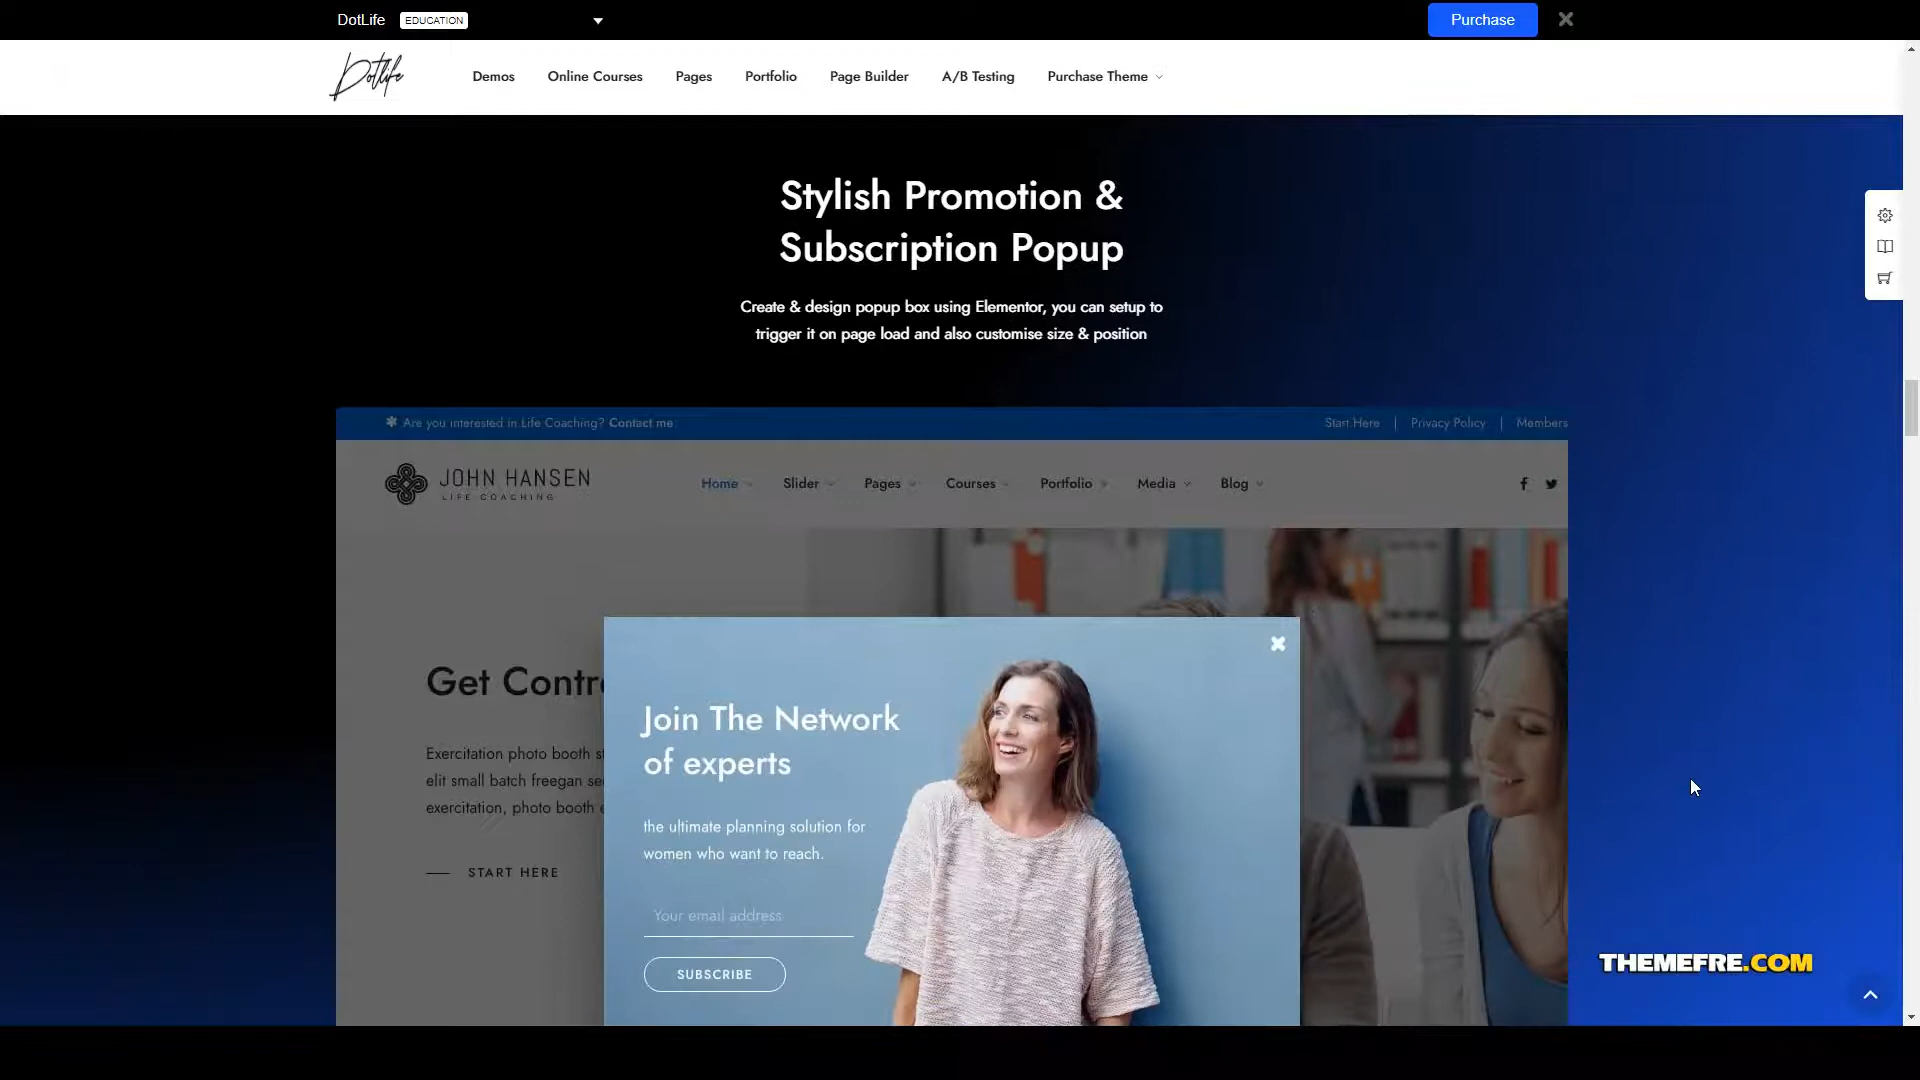 DotLife EDUCATION
Purchase
Dotlife
Demos Online Courses Pages Portfolio Page Builder A/B Testing Purchase Theme
Stylish Promotion &
Subscription Popup
Create & design popup box using Elementor, you can setup to
trigger it on page load and also customise size & position
✽ Are you interested in Life Coaching? Contact me
Start Here | Privacy Policy | Members
JOHN HANSEN
LIFE COACHING
Home Slider Pages Courses Portfolio Media Blog
Get Contr
Exercitation photo booth s
elit small batch freegan se
exercitation, photo booth e
START HERE
Join The Network
of experts
the ultimate planning solution for
women who want to reach.
Your email address
SUBSCRIBE
THEMEFRE.COM